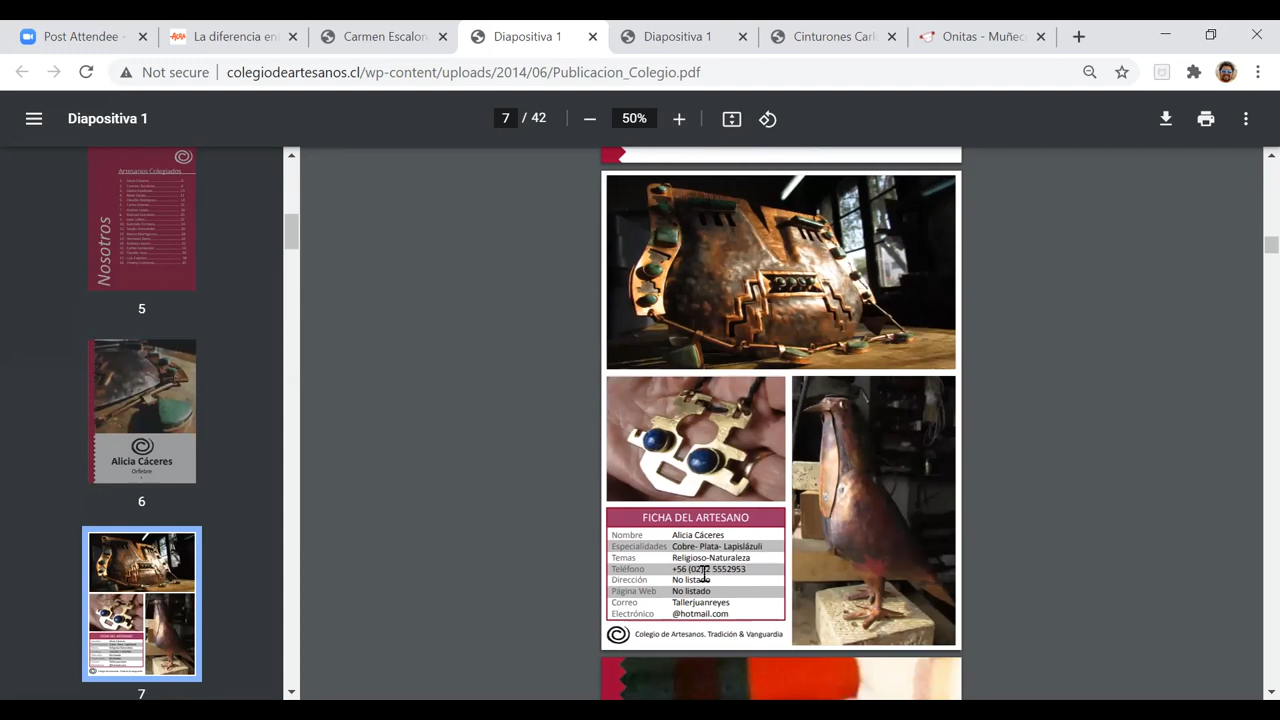 Post Attendee -
La diferencia en
Carmen Escalon
Diapositiva 1
Diapositiva 1
Cinturones Carl
Onitas - Muñec
Not secure
colegiodeartesanos.cl/wp-content/uploads/2014/06/Publicacion_Colegio.pdf
Diapositiva 1
7 / 42
50%
Artesanos Colegiados
Nosotros
5
Alicia Cáceres
Orfebre
6
7
FICHA DEL ARTESANO
Nombre Alicia Cáceres
Especialidades Cobre- Plata- Lapislázuli
Temas Religioso-Naturaleza
Teléfono +56 (02)2 5552953
Dirección No listado
Página Web No listado
Correo Tallerjuanreyes
Electrónico @hotmail.com
Colegio de Artesanos. Tradición & Vanguardia